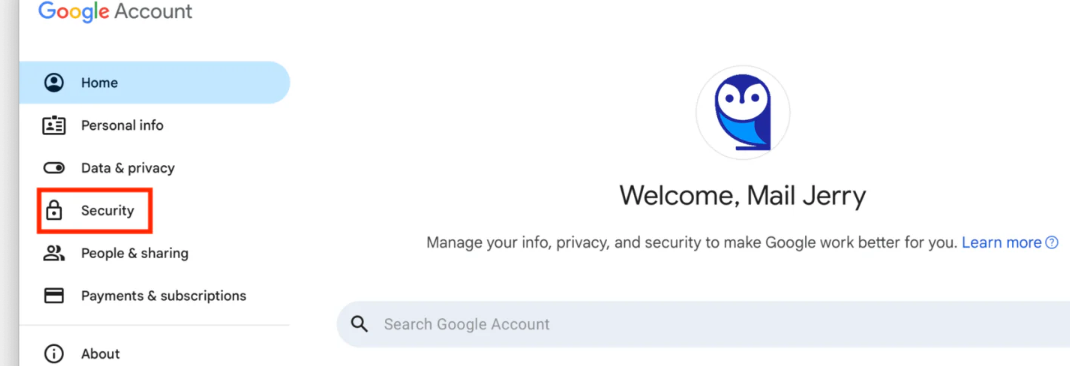 Google Account
Home
Personal info
Data & privacy
Security
People & sharing
Payments & subscriptions
About
Welcome, Mail Jerry
Manage your info, privacy, and security to make Google work better for you. Learn more
Search Google Account